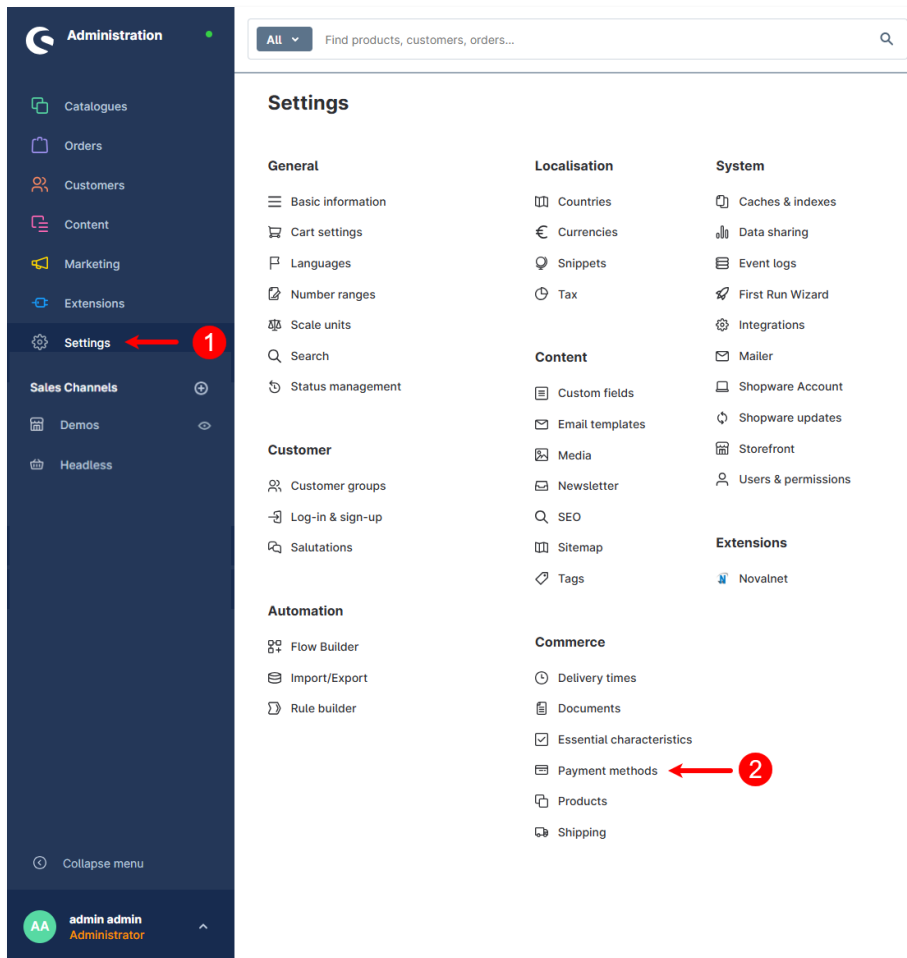 Administration
All
Find products, customers, orders...
Catalogues
Orders
Customers
Content
Marketing
Extensions
Settings
1
Sales Channels
Demos
Headless
Collapse menu
AA
admin admin
Administrator
Settings
General
Basic information
Cart settings
Languages
Number ranges
Scale units
Search
Status management
Customer
Customer groups
Log-in & sign-up
Salutations
Automation
Flow Builder
Import/Export
Rule builder
Localisation
Countries
Currencies
Snippets
Tax
Content
Custom fields
Email templates
Media
Newsletter
SEO
Sitemap
Tags
Commerce
Delivery times
Documents
Essential characteristics
Payment methods
2
Products
Shipping
System
Caches & indexes
Data sharing
Event logs
First Run Wizard
Integrations
Mailer
Shopware Account
Shopware updates
Storefront
Users & permissions
Extensions
Novalnet